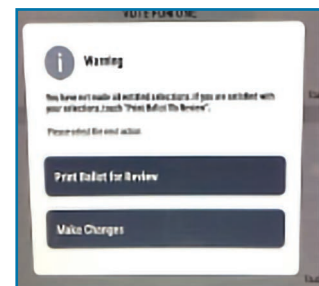 VOTE FOR ONE
Warning
You have not made all entitled selections. If you are satisfied with
your selections, touch "Print Ballot for Review".
Please select the next action.
Print Ballot for Review
Make Changes